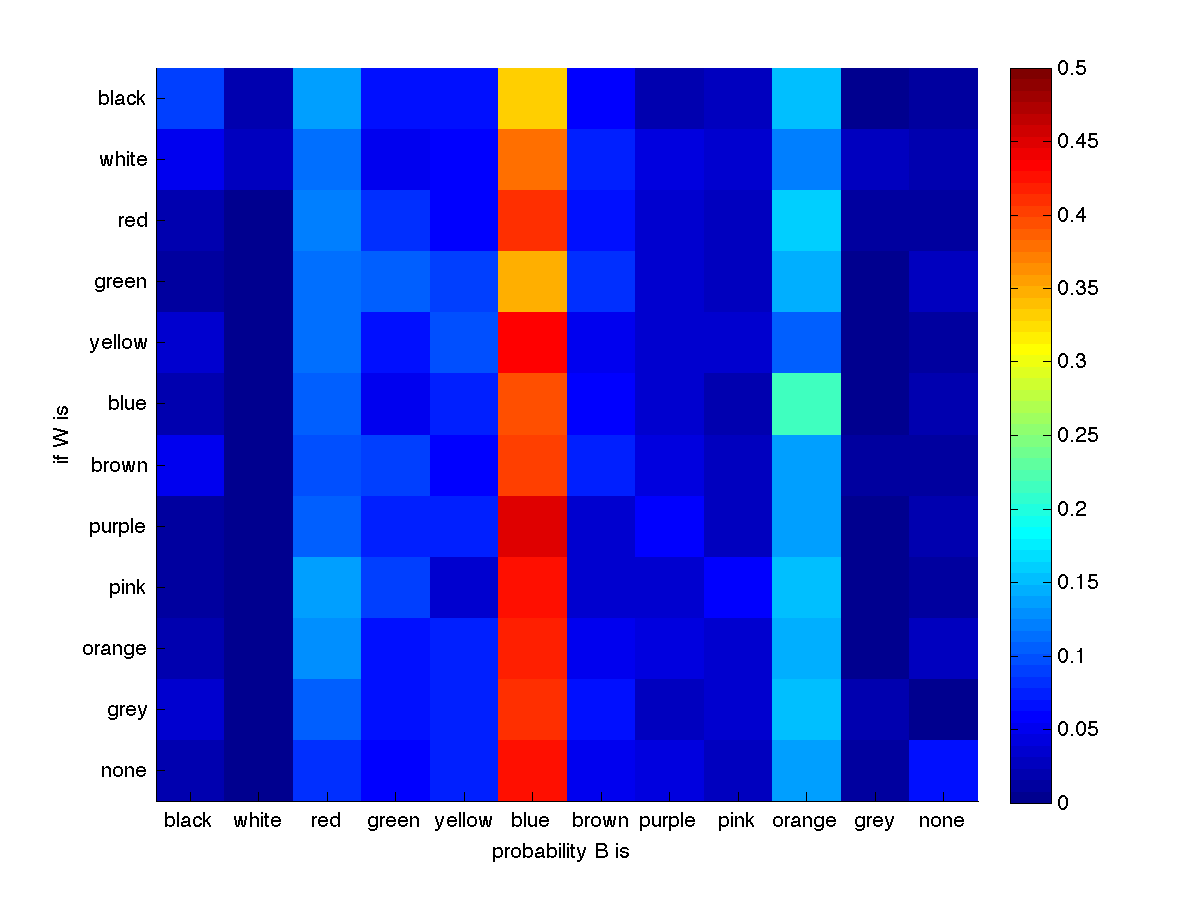 if W is
black
white
red
green
yellow
blue
brown
purple
pink
orange
grey
none
black white red green yellow blue brown purple pink orange grey none
probability B is
0.5
0.45
0.4
0.35
0.3
0.25
0.2
0.15
0.1
0.05
0